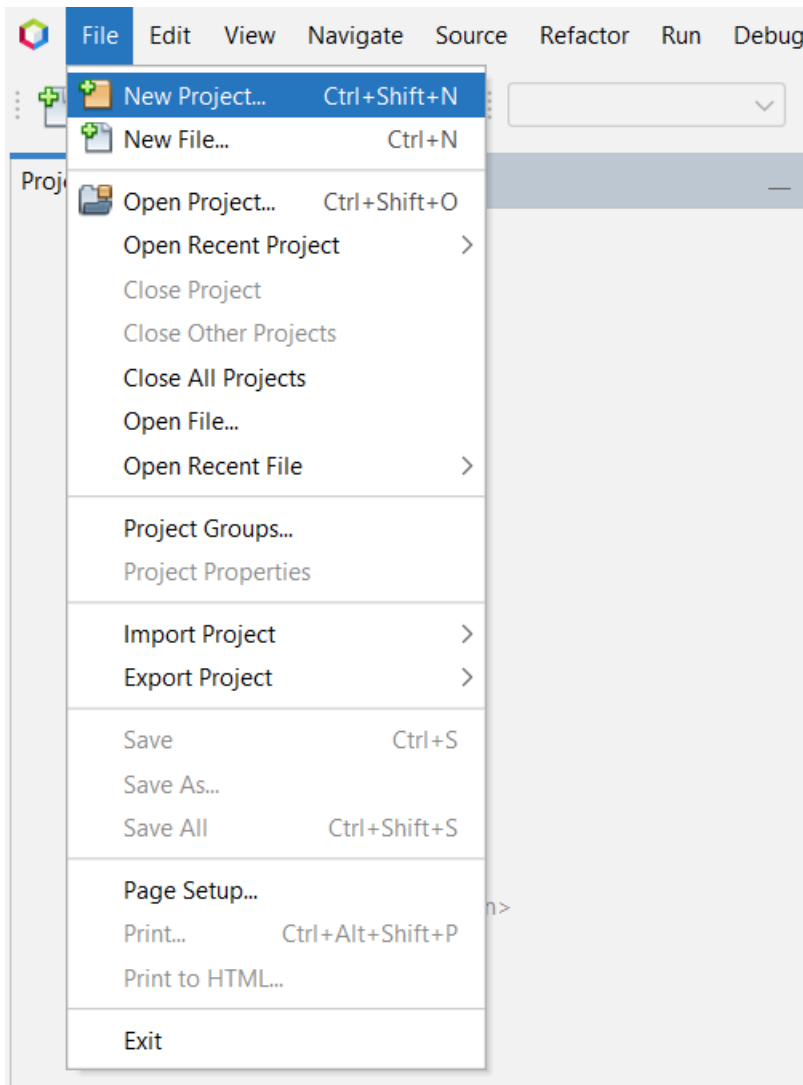 File Edit View Navigate Source Refactor Run Debug
New Project... Ctrl+Shift+N
New File... Ctrl+N
Proj
Open Project... Ctrl+Shift+O
Open Recent Project
Close Project
Close Other Projects
Close All Projects
Open File...
Open Recent File
Project Groups...
Project Properties
Import Project
Export Project
Save Ctrl+S
Save As...
Save All Ctrl+Shift+S
Page Setup...
n>
Print... Ctrl+Alt+Shift+P
Print to HTML...
Exit